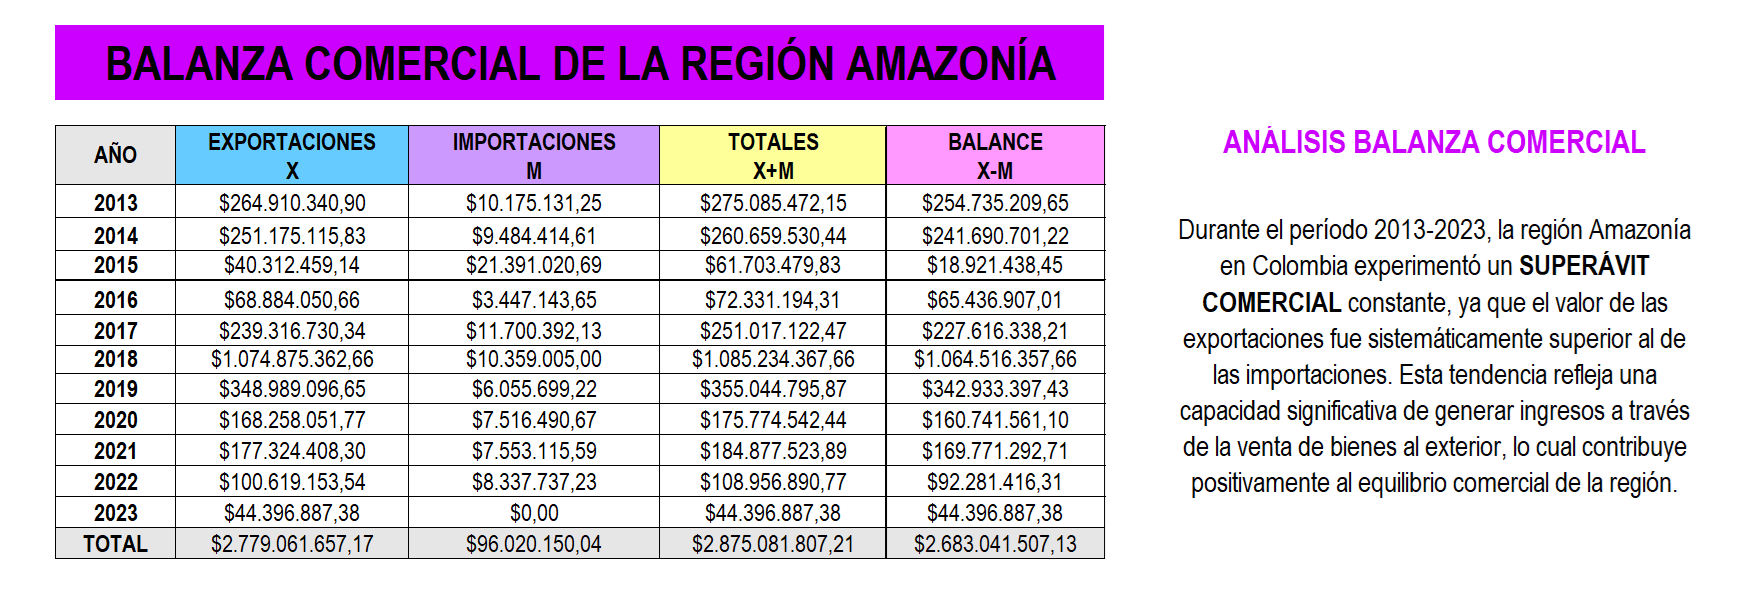 BALANZA COMERCIAL DE LA REGIÓN AMAZONÍA
AÑO EXPORTACIONES X IMPORTACIONES M TOTALES X+M BALANCE X-M
2013 $264.910.340,90 $10.175.131,25 $275.085.472,15 $254.735.209,65
2014 $251.175.115,83 $9.484.414,61 $260.659.530,44 $241.690.701,22
2015 $40.312.459,14 $21.391.020,69 $61.703.479,83 $18.921.438,45
2016 $68.884.050,66 $3.447.143,65 $72.331.194,31 $65.436.907,01
2017 $239.316.730,34 $11.700.392,13 $251.017.122,47 $227.616.338,21
2018 $1.074.875.362,66 $10.359.005,00 $1.085.234.367,66 $1.064.516.357,66
2019 $348.989.096,65 $6.055.699,22 $355.044.795,87 $342.933.397,43
2020 $168.258.051,77 $7.516.490,67 $175.774.542,44 $160.741.561,10
2021 $177.324.408,30 $7.553.115,59 $184.877.523,89 $169.771.292,71
2022 $100.619.153,54 $8.337.737,23 $108.956.890,77 $92.281.416,31
2023 $44.396.887,38 $0,00 $44.396.887,38 $44.396.887,38
TOTAL $2.779.061.657,17 $96.020.150,04 $2.875.081.807,21 $2.683.041.507,13
ANÁLISIS BALANZA COMERCIAL
Durante el período 2013-2023, la región Amazonía
en Colombia experimentó un SUPERÁVIT
COMERCIAL constante, ya que el valor de las
exportaciones fue sistemáticamente superior al de
las importaciones. Esta tendencia refleja una
capacidad significativa de generar ingresos a través
de la venta de bienes al exterior, lo cual contribuye
positivamente al equilibrio comercial de la región.